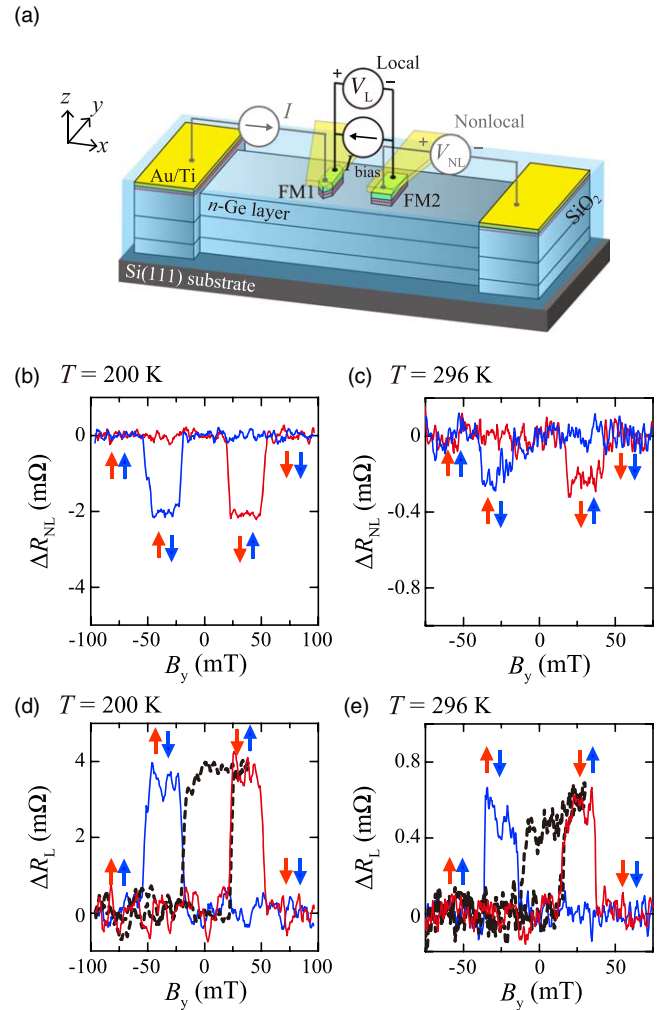 (a)
Local
+ V_L −
z y x
I
Nonlocal
+ V_NL −
I bias
Au/Ti
FM1
FM2
n-Ge layer
SiO₂
Si(111) substrate
(b) T = 200 K
(c) T = 296 K
0
-2
-4
ΔR_NL (mΩ)
-100 -50 0 50 100
B_y (mT)
0
-0.4
-0.8
ΔR_NL (mΩ)
-50 0 50
B_y (mT)
(d) T = 200 K
(e) T = 296 K
4
2
0
ΔR_L (mΩ)
-100 -50 0 50 100
B_y (mT)
0.8
0.4
0
ΔR_L (mΩ)
-50 0 50
B_y (mT)